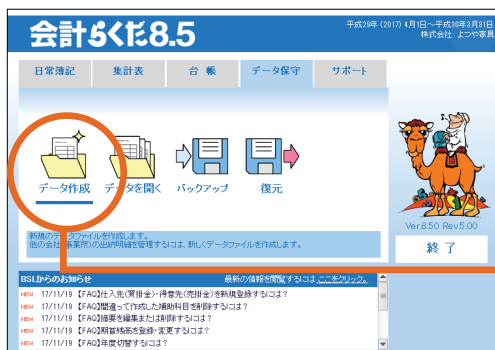 会計らくだ8.5
平成29年 (2017) 4月1日～平成30年3月31日
株式会社 よつや家具
日常簿記 集計表 台 帳 データ保守 サポート
データ作成 データを開く バックアップ 復元
Ver.8.50 Rev.5.00
終 了
新規のデータファイルを作成します。
他の会社(事業所)の出納明細を管理するには、新しくデータファイルを作成します。
BSLからのお知らせ 最新の情報を閲覧するにはここをクリック。
NEW 17/11/19 【FAQ】仕入先(買掛金)・得意先(売掛金)を新規登録するには？
NEW 17/11/19 【FAQ】間違って作成した補助科目を削除するには？
NEW 17/11/19 【FAQ】摘要を編集または削除するには？
NEW 17/11/19 【FAQ】期首残高を登録・変更するには？
NEW 17/11/19 【FAQ】年度切替するには？